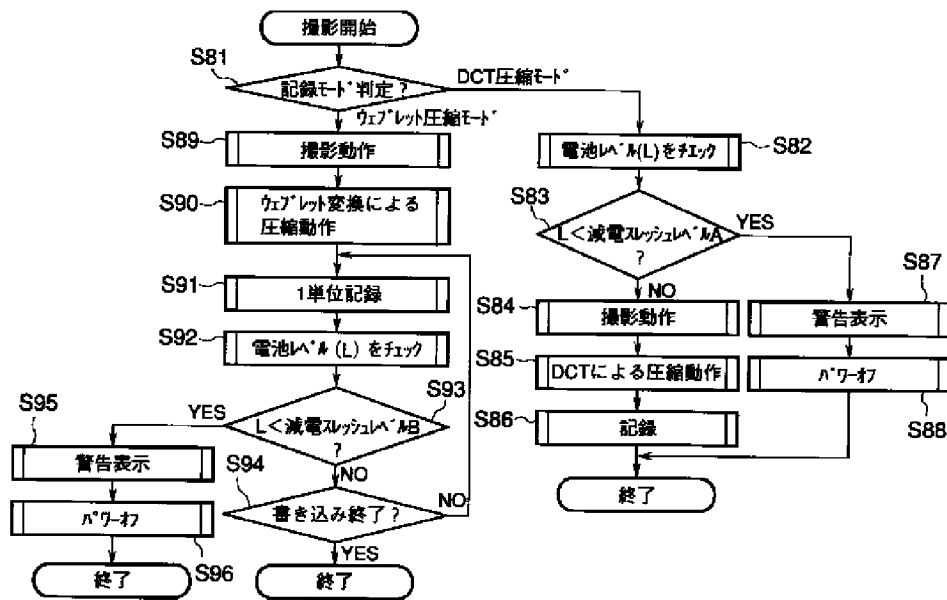 撮影開始
S81
記録モード判定?
DCT圧縮モード
ウェブレット圧縮モード
S89
撮影動作
S90
ウェブレット変換による
圧縮動作
S91
1単位記録
S92
電池レベル(L)をチェック
S93
L<減電スレッシュレベルB
?
YES
NO
S95
警告表示
パワーオフ
S96
終了
S94
書き込み終了?
NO
YES
終了
電池レベル(L)をチェック
S82
S83
L<減電スレッシュレベルA
?
YES
NO
S84
撮影動作
S85
DCTによる圧縮動作
S86
記録
終了
S87
警告表示
パワーオフ
S88